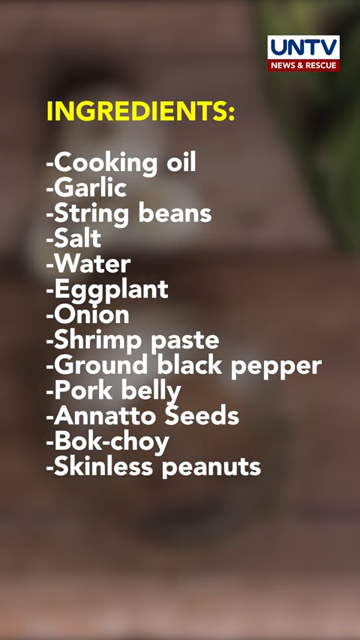 UNTV
NEWS & RESCUE
INGREDIENTS:
-Cooking oil
-Garlic
-String beans
-Salt
-Water
-Eggplant
-Onion
-Shrimp paste
-Ground black pepper
-Pork belly
-Annatto Seeds
-Bok-choy
-Skinless peanuts